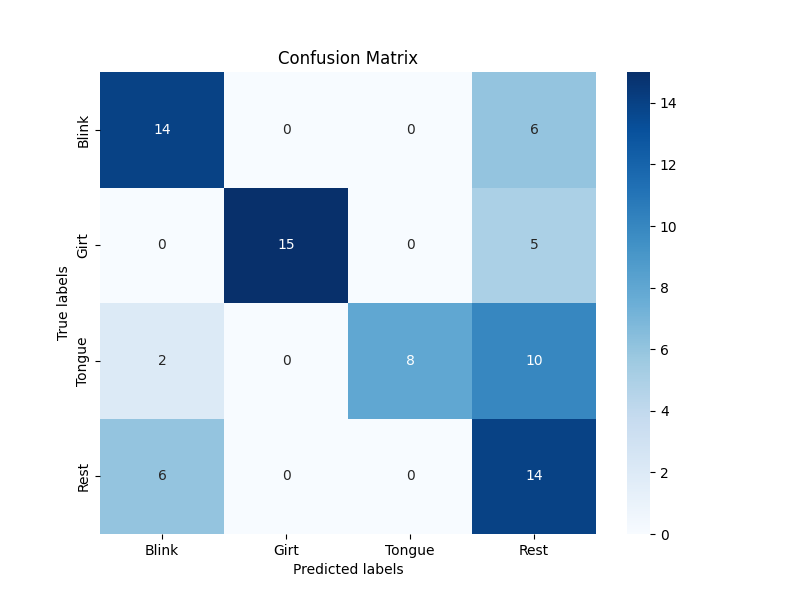 Confusion Matrix
True labels
Blink
14 0 0 6
Girt
0 15 0 5
Tongue
2 0 8 10
Rest
6 0 0 14
Blink Girt Tongue Rest
Predicted labels
14
12
10
8
6
4
2
0